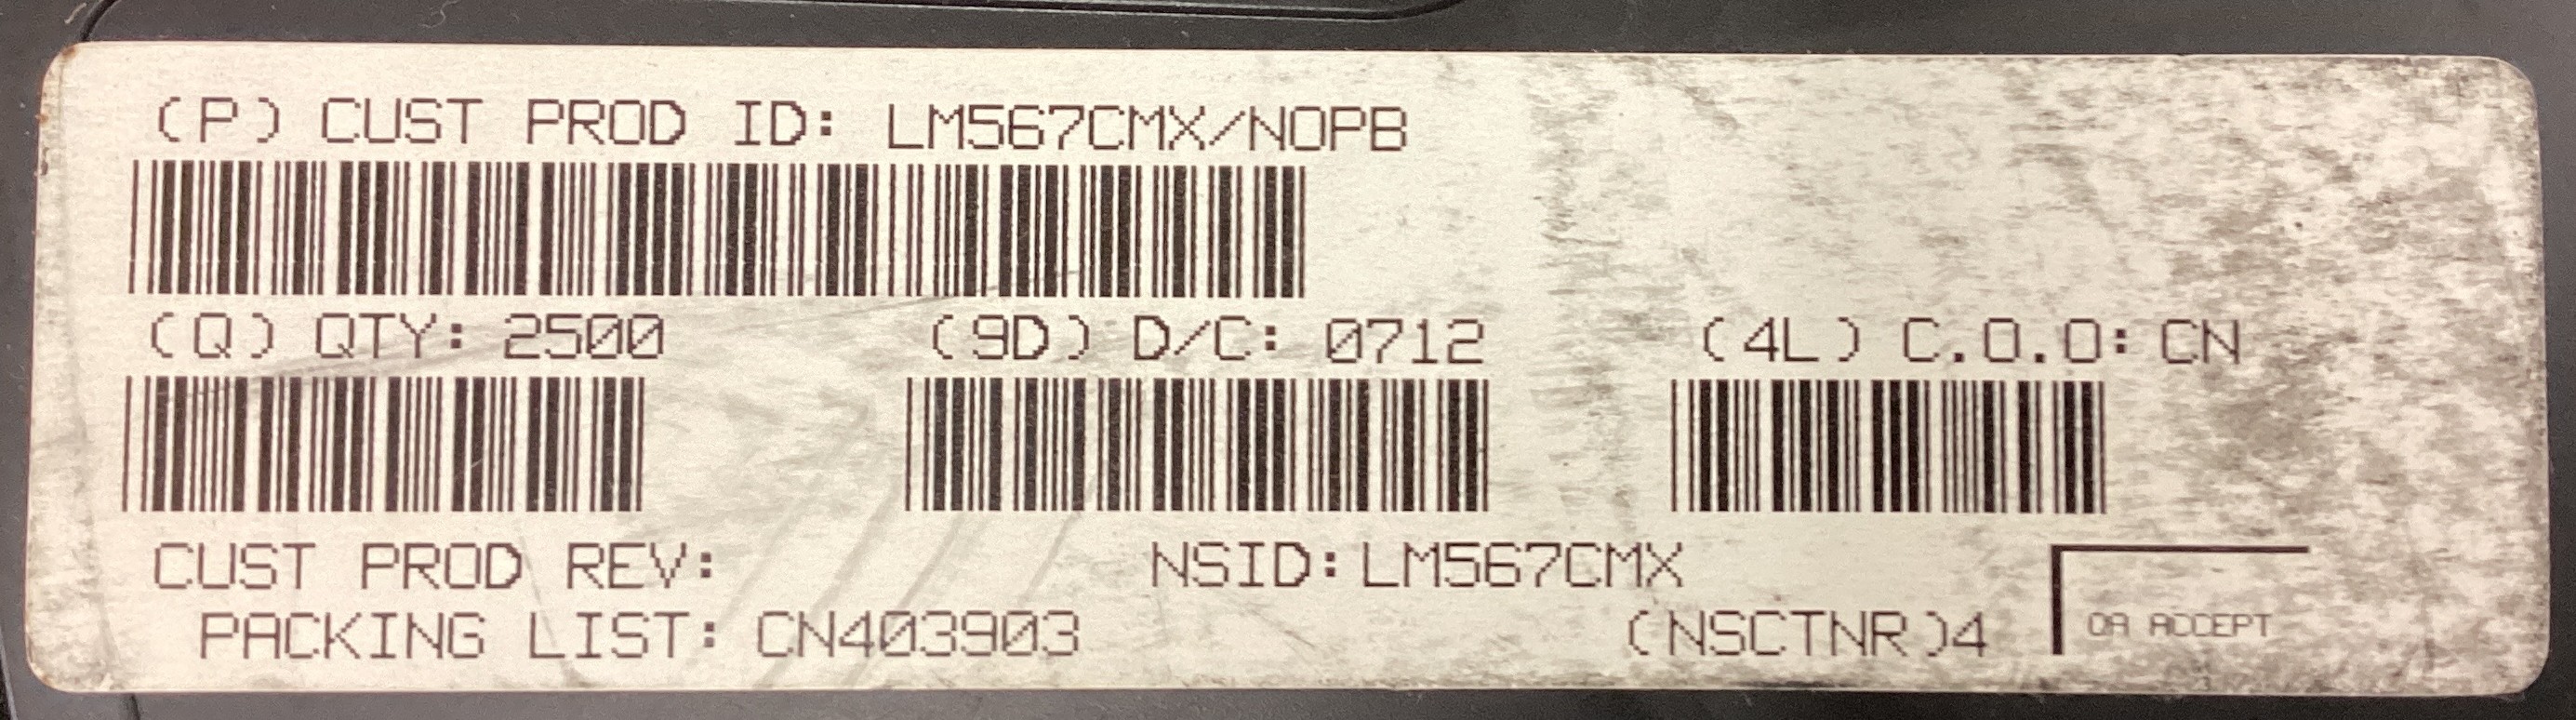 (P) CUST PROD ID: LM567CMX/NOPB
(Q) QTY: 2500 (9D) D/C: 0712 (4L) C.O.O: CN
CUST PROD REV: NSID: LM567CMX
PACKING LIST: CN403903 (NSCTNR)4 QA ACCEPT